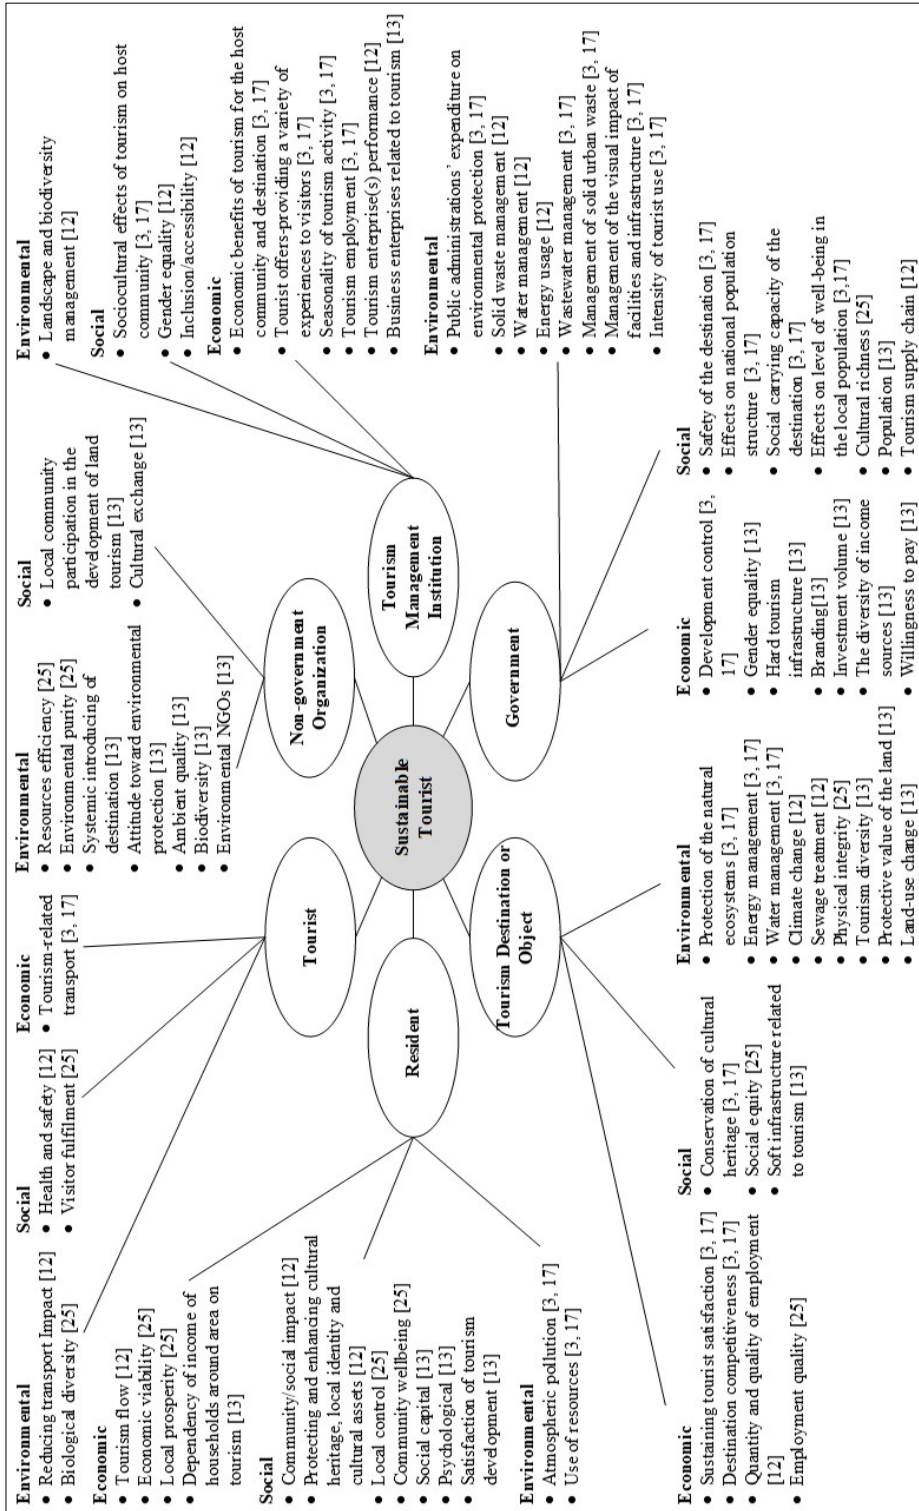 Environmental
• Reducing transport Impact [12]
• Biological diversity [25]
Social
• Health and safety [12]
• Visitor fulfilment [25]
Economic
• Tourism-related
transport [3, 17]
Environmental
• Resources efficiency [25]
• Environmental purity [25]
• Systemic introducing of
destination [13]
• Attitude toward environmental
protection [13]
• Ambient quality [13]
• Biodiversity [13]
• Environmental NGOs [13]
Social
• Local community
participation in the
development of land
tourism [13]
• Cultural exchange [13]
Environmental
• Landscape and biodiversity
management [12]
Social
• Sociocultural effects of tourism on host
community [3, 17]
• Gender equality [12]
• Inclusion/accessibility [12]
Economic
• Economic benefits of tourism for the host
community and destination [3, 17]
• Tourist offers-providing a variety of
experiences to visitors [3, 17]
• Seasonality of tourism activity [3, 17]
• Tourism employment [3, 17]
• Tourism enterprise(s) performance [12]
• Business enterprises related to tourism [13]
Economic
• Tourism flow [12]
• Economic viability [25]
• Local prosperity [25]
• Dependency of income of
households around area on
tourism [13]
Social
• Community/social impact [12]
• Protecting and enhancing cultural
heritage, local identity and
cultural assets [12]
• Local control [25]
• Community wellbeing [25]
• Social capital [13]
• Psychological [13]
• Satisfaction of tourism
development [13]
Environmental
• Atmospheric pollution [3, 17]
• Use of resources [3, 17]
Tourist
Non-government
Organization
Resident
Sustainable
Tourist
Tourism
Management
Institution
Tourism Destination or
Object
Government
Environmental
• Public administrations’ expenditure on
environmental protection [3, 17]
• Solid waste management [12]
• Water management [12]
• Energy usage [12]
• Wastewater management [3, 17]
• Management of solid urban waste [3, 17]
• Management of the visual impact of
facilities and infrastructure [3, 17]
• Intensity of tourist use [3, 17]
Economic
• Sustaining tourist satisfaction [3, 17]
• Destination competitiveness [3, 17]
• Quantity and quality of employment
[12]
• Employment quality [25]
Social
• Conservation of cultural
heritage [3, 17]
• Social equity [25]
• Soft infrastructure related
to tourism [13]
Environmental
• Protection of the natural
ecosystems [3, 17]
• Energy management [3, 17]
• Water management [3, 17]
• Climate change [12]
• Sewage treatment [12]
• Physical integrity [25]
• Tourism diversity [13]
• Protective value of the land [13]
• Land-use change [13]
Economic
• Development control [3,
17]
• Gender equality [13]
• Hard tourism
infrastructure [13]
• Branding[13]
• Investment volume [13]
• The diversity of income
sources [13]
• Willingness to pay [13]
Social
• Safety of the destination [3, 17]
• Effects on national population
structure [3, 17]
• Social carrying capacity of the
destination [3, 17]
• Effects on level of well-being in
the local population [3,17]
• Cultural richness [25]
• Population [13]
• Tourism supply chain [12]